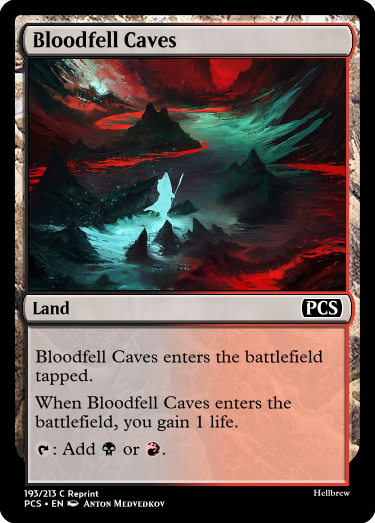 Bloodfell Caves
Land
PCS
Bloodfell Caves enters the battlefield
tapped.
When Bloodfell Caves enters the
battlefield, you gain 1 life.
: Add or .
193/213 C Reprint
Hellbrew
PCS • EN Anton Medvedkov